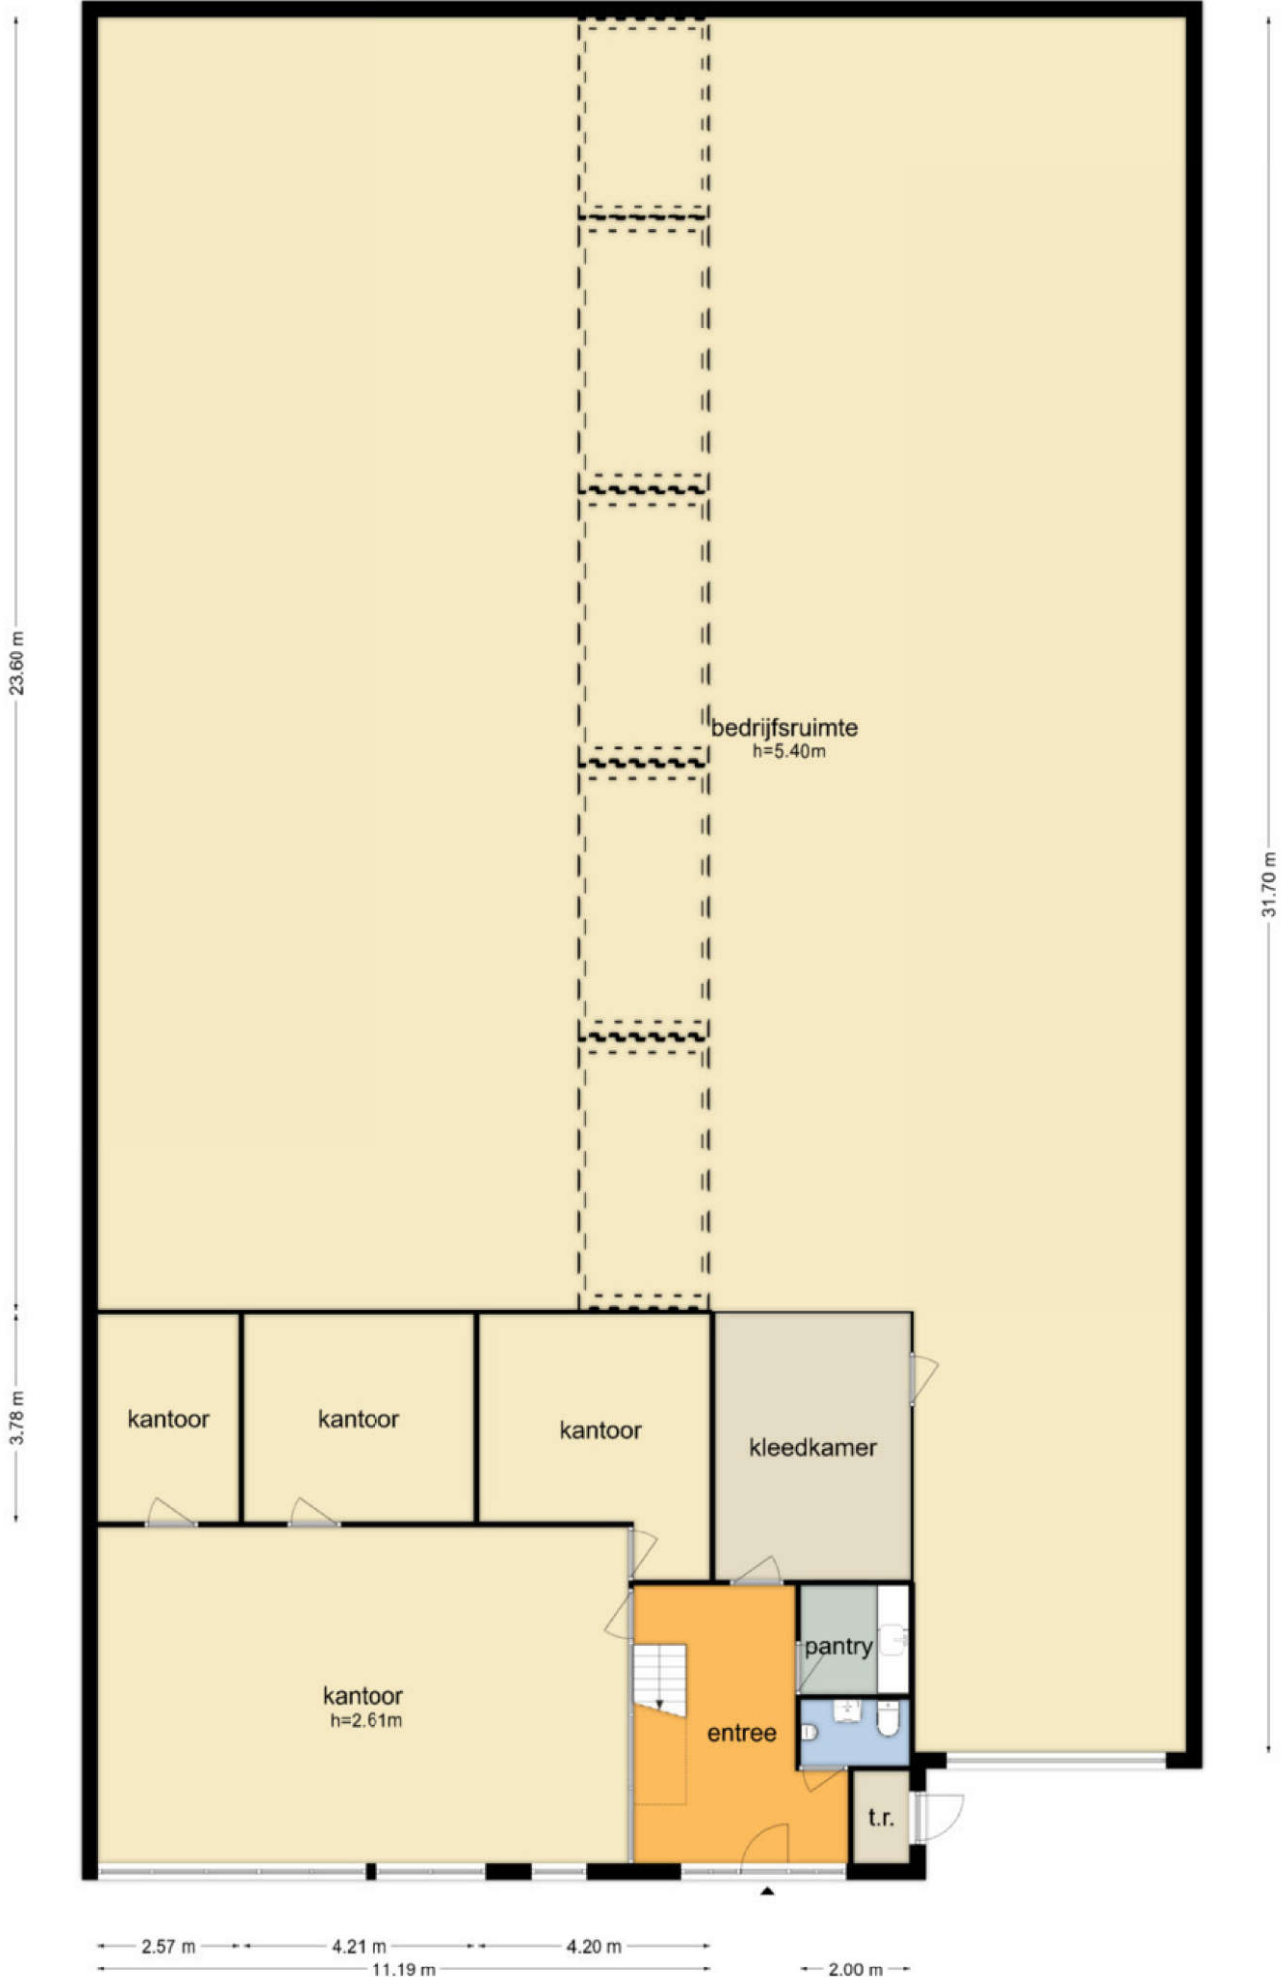 23.60 m
bedrijfsruimte
h=5.40m
31.70 m
3.78 m
kantoor
kantoor
kantoor
kleedkamer
pantry
kantoor
h=2.61m
entree
t.r.
2.57 m
4.21 m
4.20 m
11.19 m
2.00 m